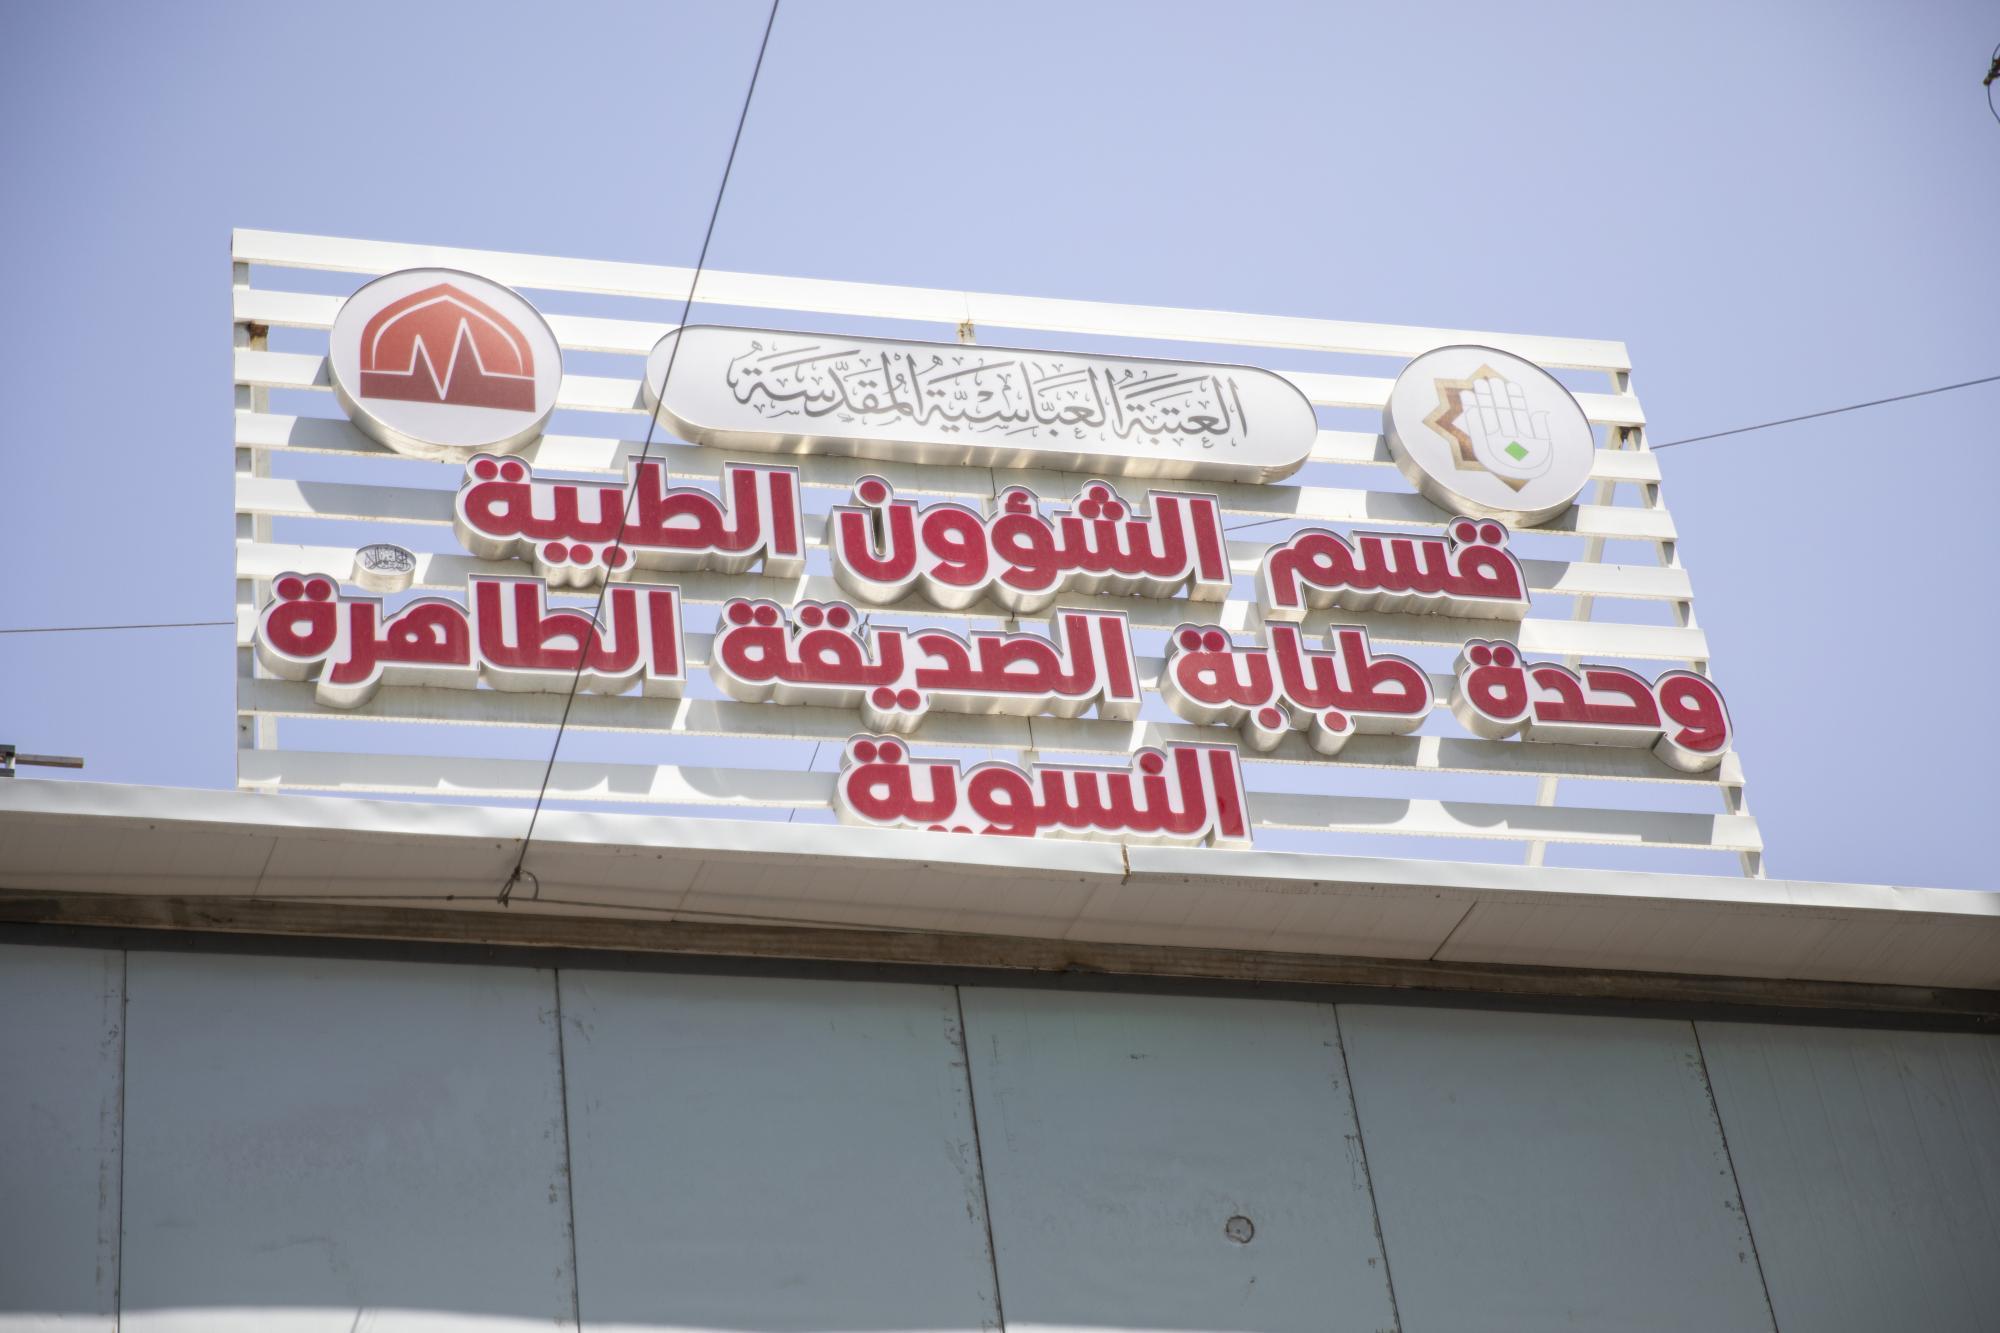 العتبة العباسية المقدسة
قسم الشؤون الطبية
وحدة طبابة الصديقة الطاهرة
النسوية